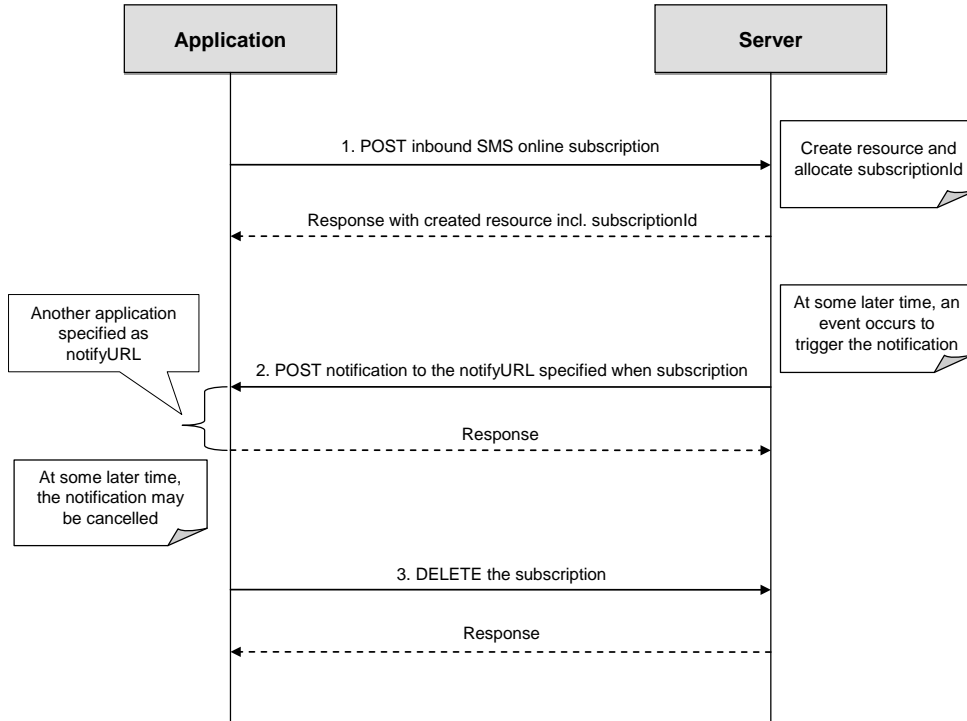 Application
Server
1. POST inbound SMS online subscription
Create resource and
allocate subscriptionId
Response with created resource incl. subscriptionId
Another application
specified as
notifyURL
At some later time, an
event occurs to
trigger the notification
2. POST notification to the notifyURL specified when subscription
Response
At some later time,
the notification may
be cancelled
3. DELETE the subscription
Response